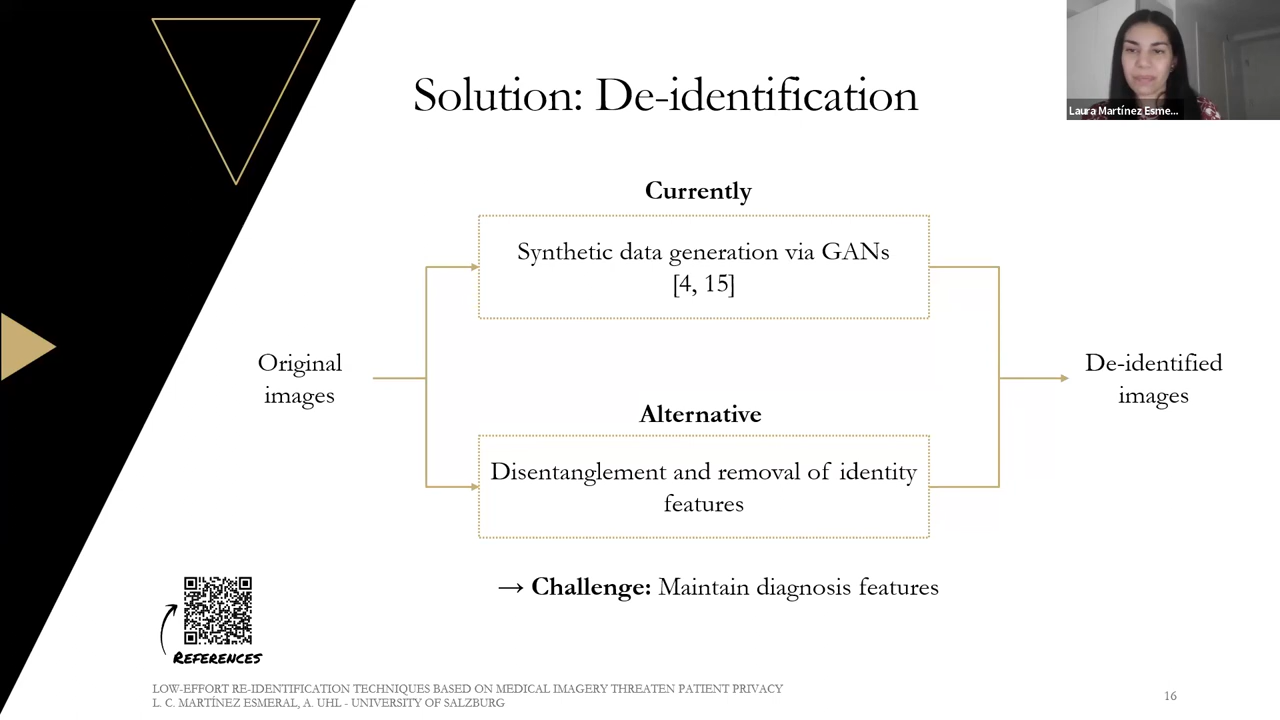 Solution: De-identification
Laura Martínez Esme...
Currently
Synthetic data generation via GANs
[4, 15]
Original
images
De-identified
images
Alternative
Disentanglement and removal of identity
features
→ Challenge: Maintain diagnosis features
REFERENCES
LOW-EFFORT RE-IDENTIFICATION TECHNIQUES BASED ON MEDICAL IMAGERY THREATEN PATIENT PRIVACY
L. C. MARTÍNEZ ESMERAL, A. UHL - UNIVERSITY OF SALZBURG
16